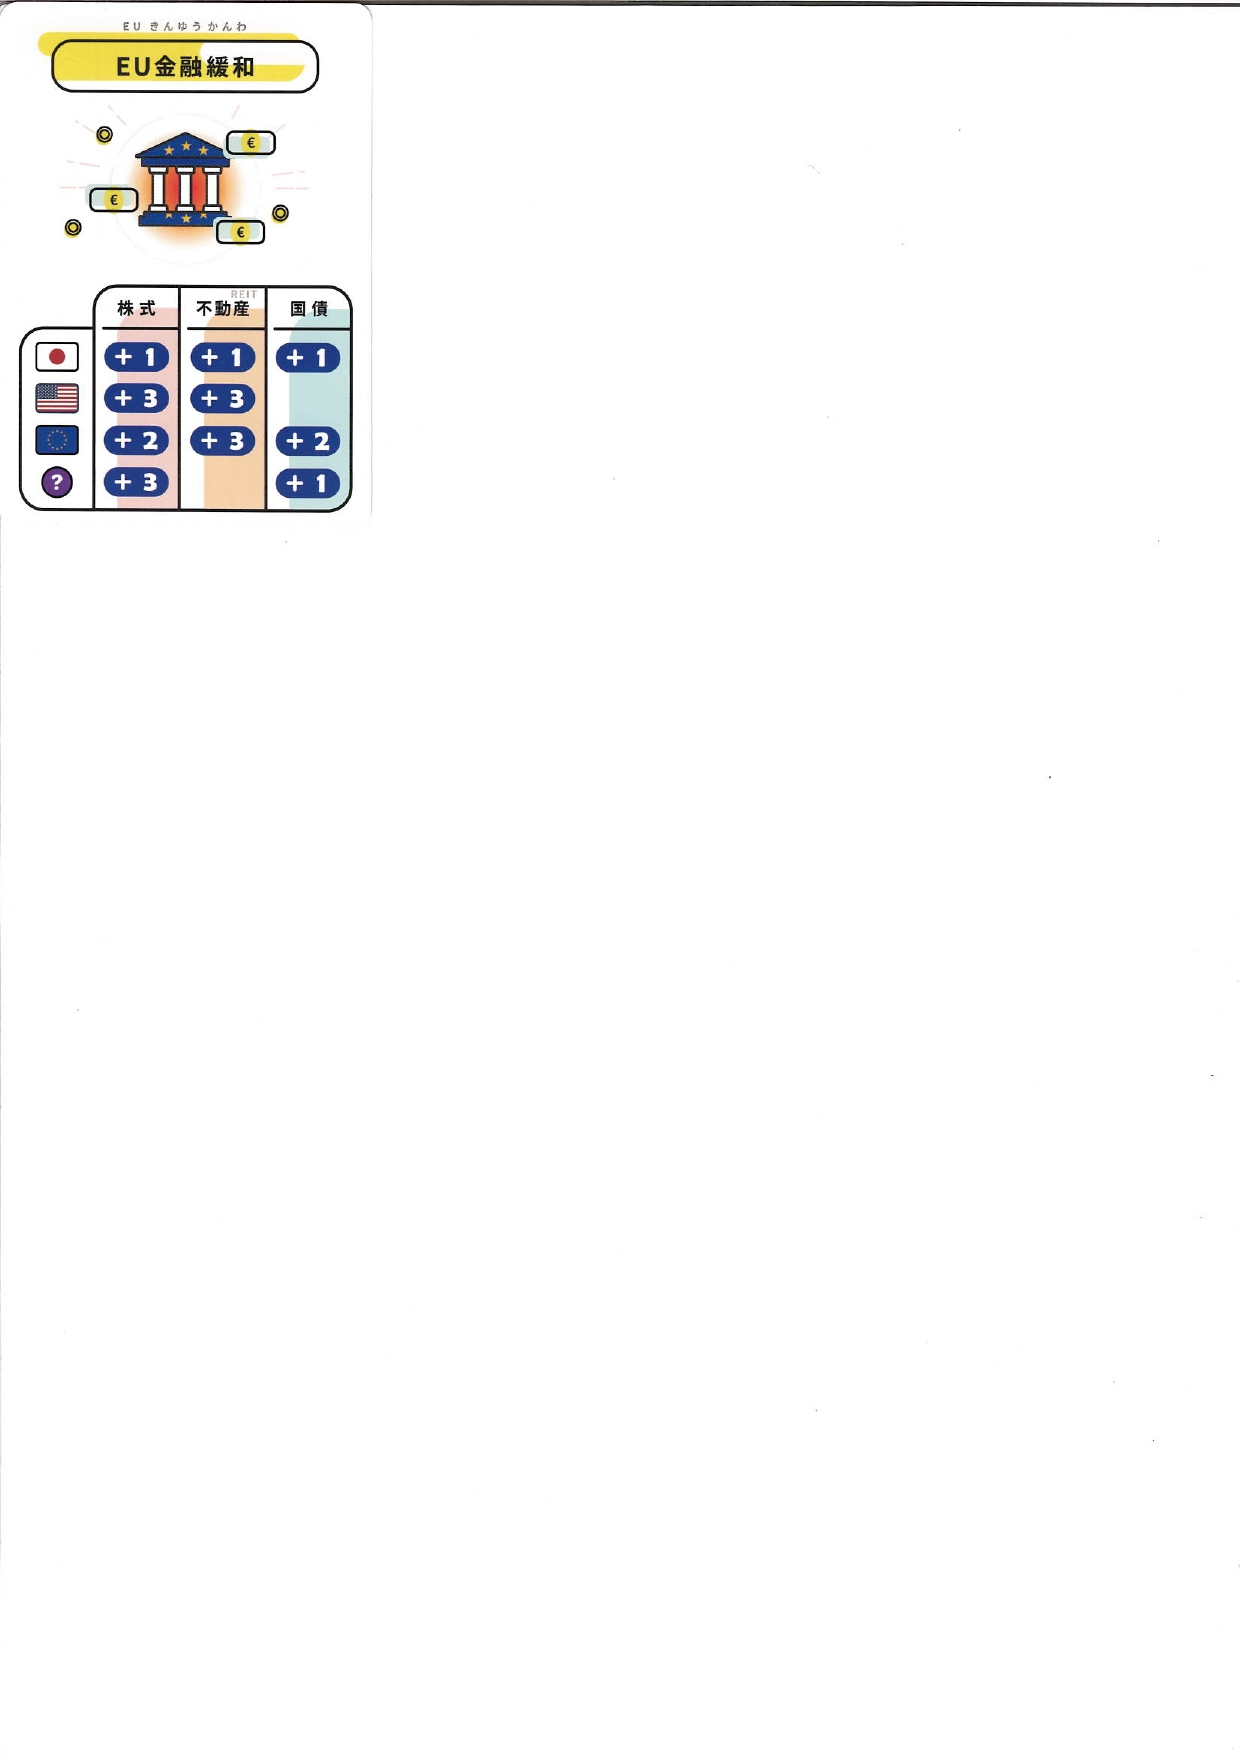 EU きんゆうかんわ
EU金融緩和
€
€
€
REIT
株式 不動産 国債
+ 1 + 1 + 1
+ 3 + 3
+ 2 + 3 + 2
? + 3 + 1